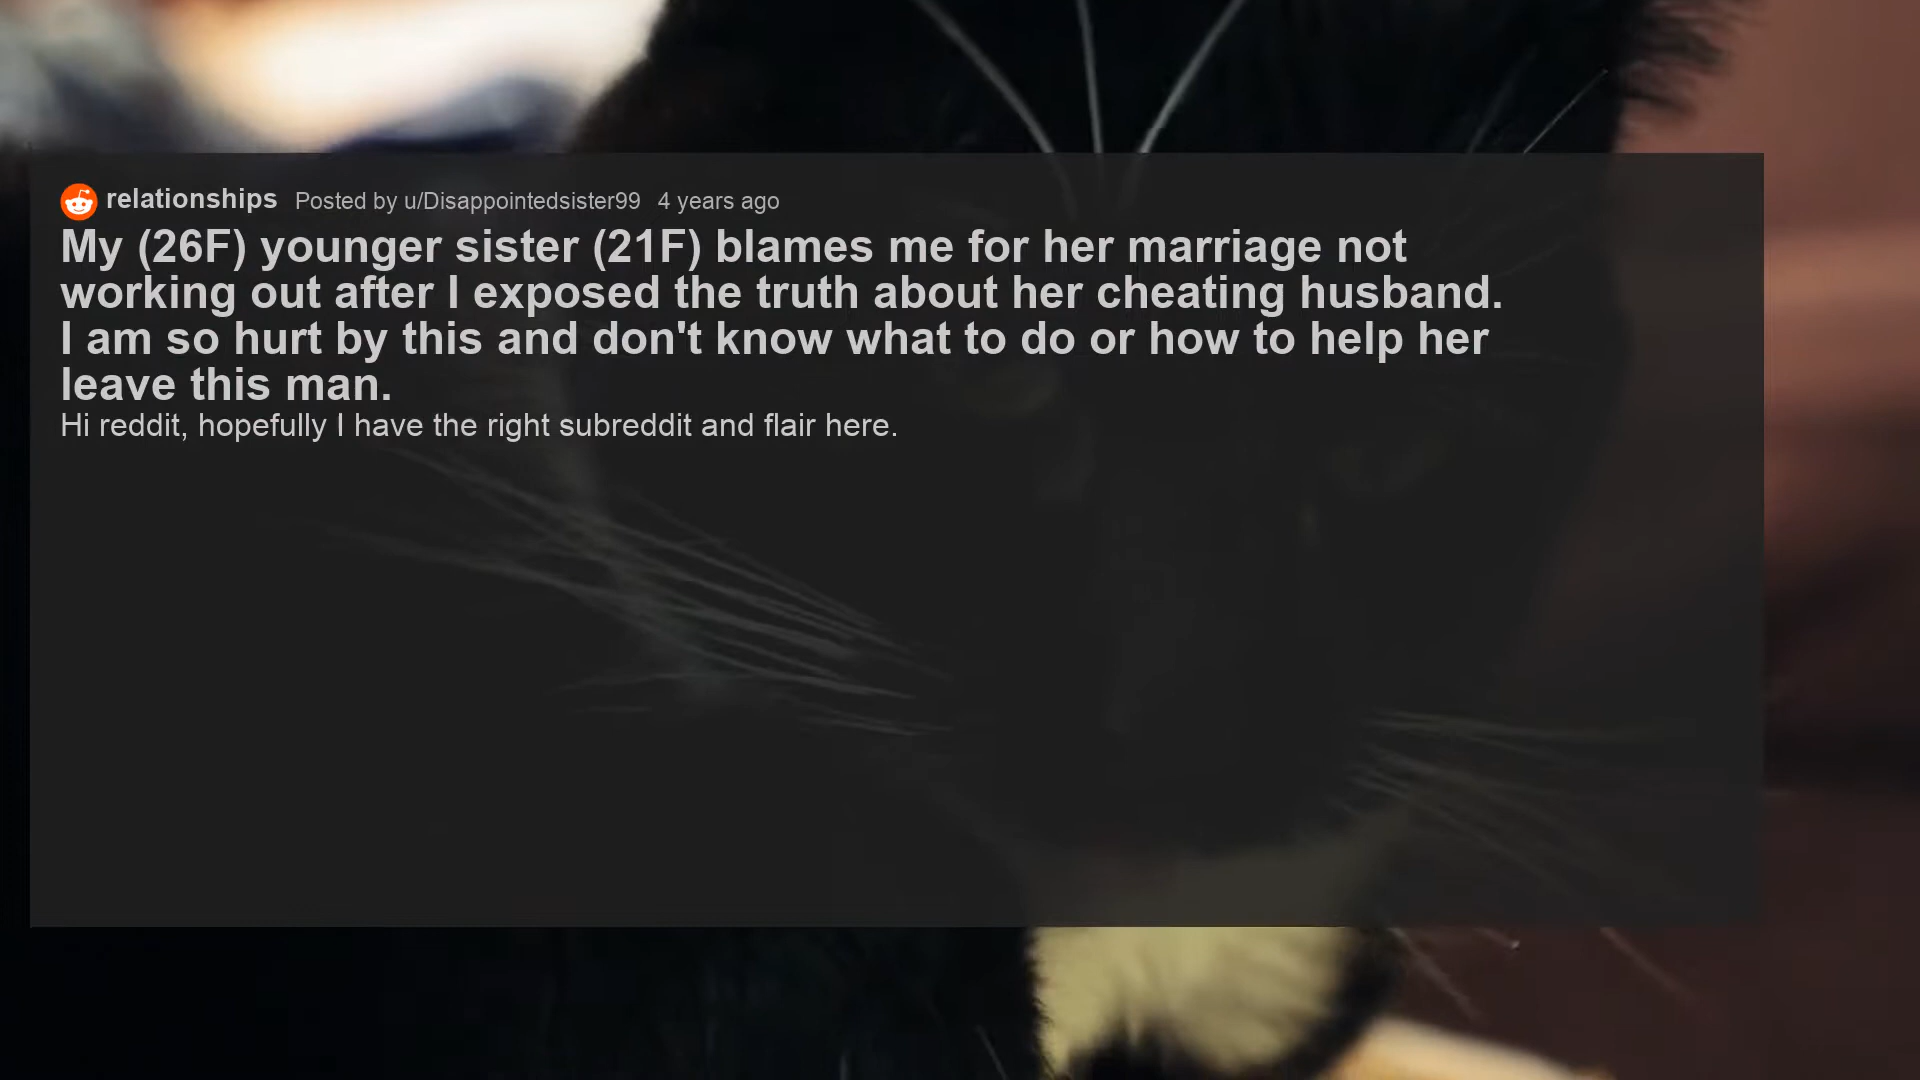 relationships Posted by u/Disappointedsister99 4 years ago
My (26F) younger sister (21F) blames me for her marriage not
working out after I exposed the truth about her cheating husband.
I am so hurt by this and don't know what to do or how to help her
leave this man.
Hi reddit, hopefully I have the right subreddit and flair here.